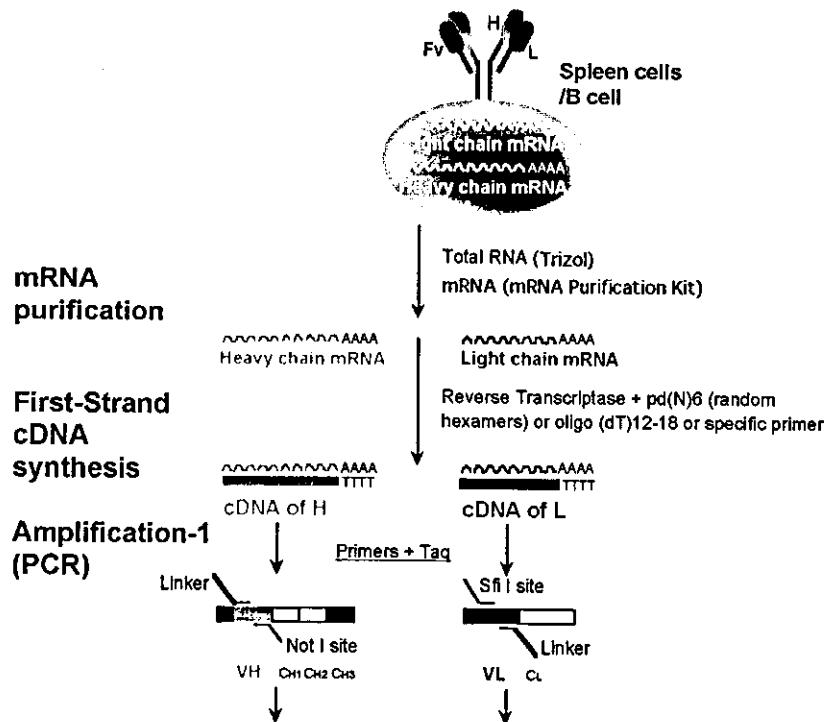 H
Fv
L
Spleen cells
/B cell
Light chain mRNA
AAAA
Heavy chain mRNA
Total RNA (Trizol)
mRNA (mRNA Purification Kit)
mRNA
purification
AAAA
AAAA
Heavy chain mRNA
Light chain mRNA
Reverse Transcriptase + pd(N)6 (random
hexamers) or oligo (dT)12-18 or specific primer
First-Strand
cDNA
synthesis
AAAA
AAAA
TTTT
TTTT
cDNA of H
cDNA of L
Amplification-1
(PCR)
Primers + Taq
Linker
Sfi I site
Not I site
Linker
VH CH1 CH2 CH3
VL CL